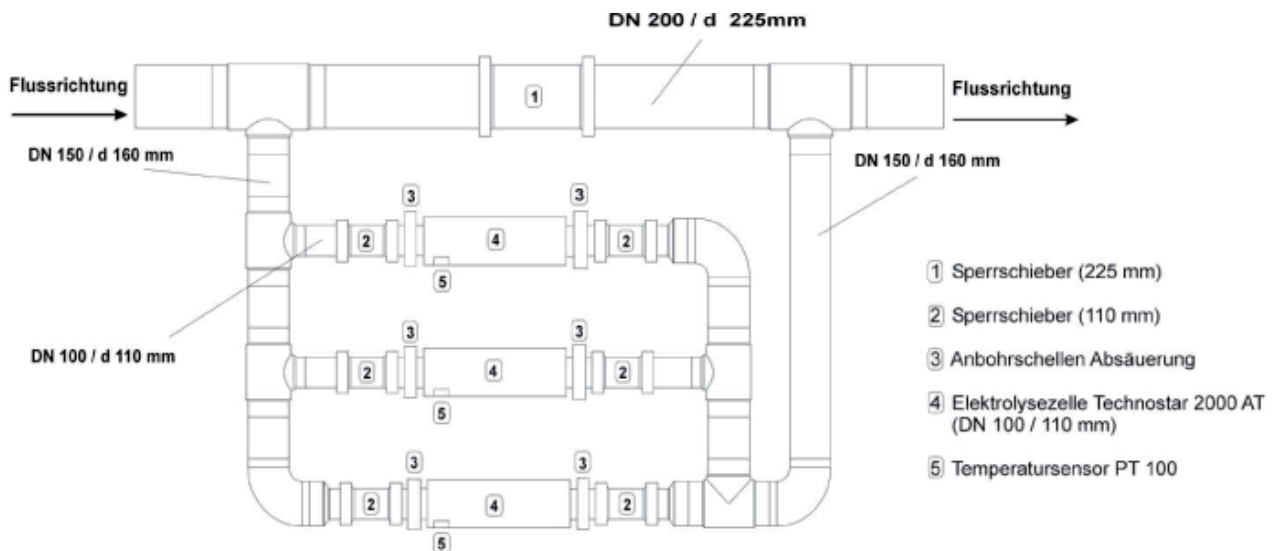 DN 200 / d 225mm
Flussrichtung
Flussrichtung
1
DN 150 / d 160 mm
DN 150 / d 160 mm
3
3
2
4
2
5
1 Sperrschieber (225 mm)
2 Sperrschieber (110 mm)
3
3
DN 100 / d 110 mm
2
4
2
3 Anbohrschellen Absäuerung
5
4 Elektrolysezelle Technostar 2000 AT
(DN 100 / 110 mm)
3
3
5 Temperatursensor PT 100
2
4
2
5